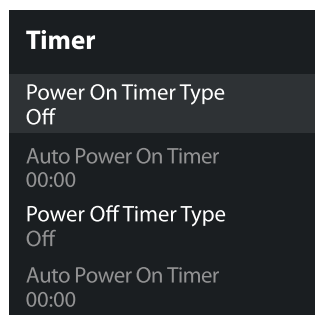 Timer
Power On Timer Type
Off
Auto Power On Timer
00:00
Power Off Timer Type
Off
Auto Power On Timer
00:00